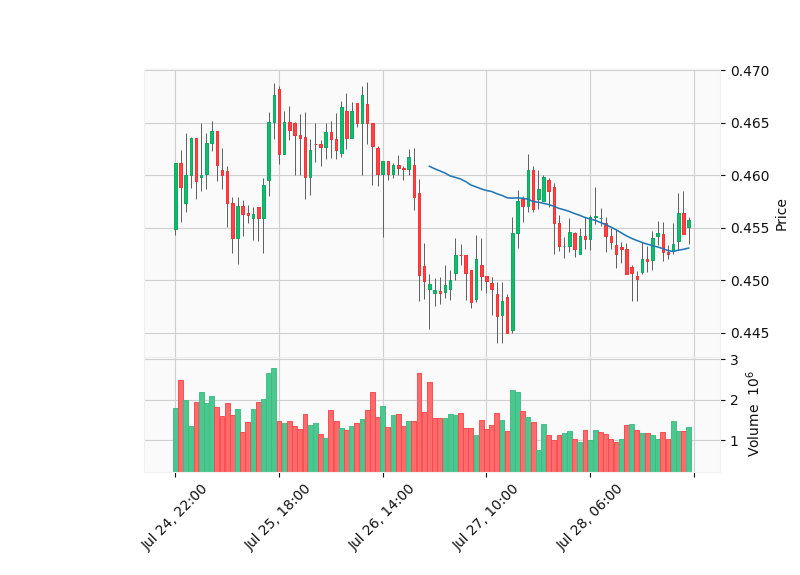 0.470
0.465
0.460
0.455
0.450
0.445
Price
3
2
1
Volume 10^6
Jul 24, 22:00
Jul 25, 18:00
Jul 26, 14:00
Jul 27, 10:00
Jul 28, 06:00